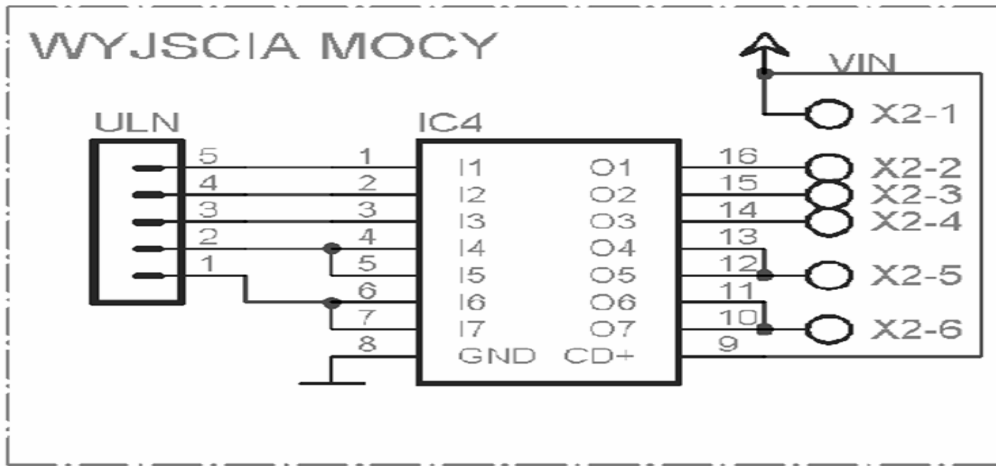 WYJSCIA MOCY
VIN
X2-1
ULN IC4
5 1 I1 O1 16 X2-2
4 2 I2 O2 15 X2-3
3 3 I3 O3 14 X2-4
2 4 I4 O4 13
1 5 I5 O5 12 X2-5
6 I6 O6 11
7 I7 O7 10 X2-6
8 GND CD+ 9